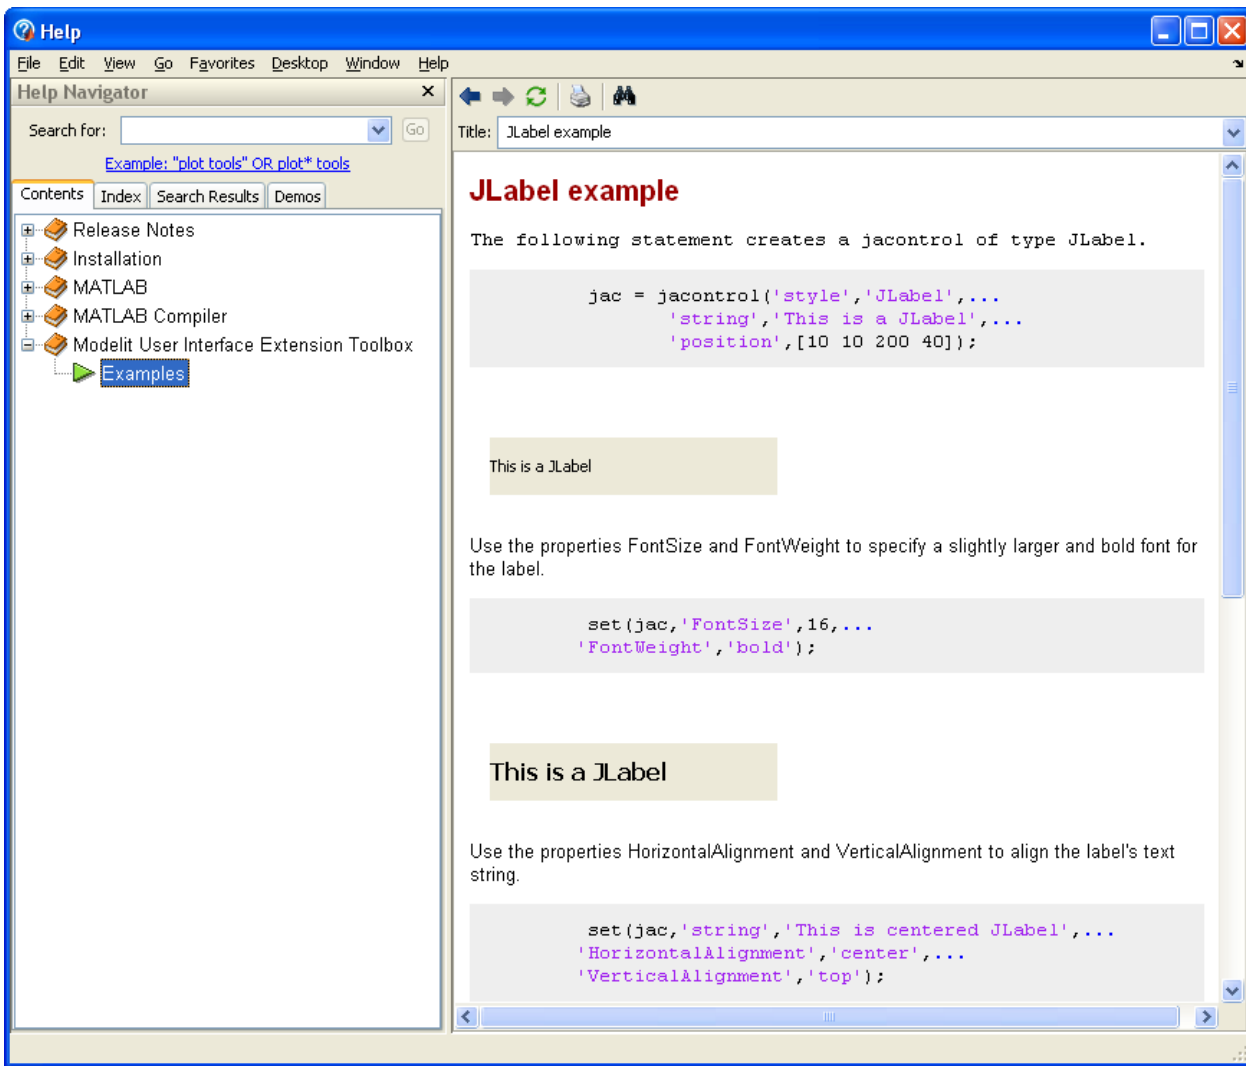 Help
File Edit View Go Favorites Desktop Window Help
Help Navigator
Search for:
Go
Example: "plot tools" OR plot* tools
Contents Index Search Results Demos
Release Notes
Installation
MATLAB
MATLAB Compiler
Modelit User Interface Extension Toolbox
Examples
Title: JLabel example
JLabel example
The following statement creates a jacontrol of type JLabel.
jac = jacontrol('style','JLabel',...
'string','This is a JLabel',...
'position',[10 10 200 40]);
This is a JLabel
Use the properties FontSize and FontWeight to specify a slightly larger and bold font for
the label.
set(jac,'FontSize',16,...
'FontWeight','bold');
This is a JLabel
Use the properties HorizontalAlignment and VerticalAlignment to align the label's text
string.
set(jac,'string','This is centered JLabel',...
'HorizontalAlignment','center',...
'VerticalAlignment','top');